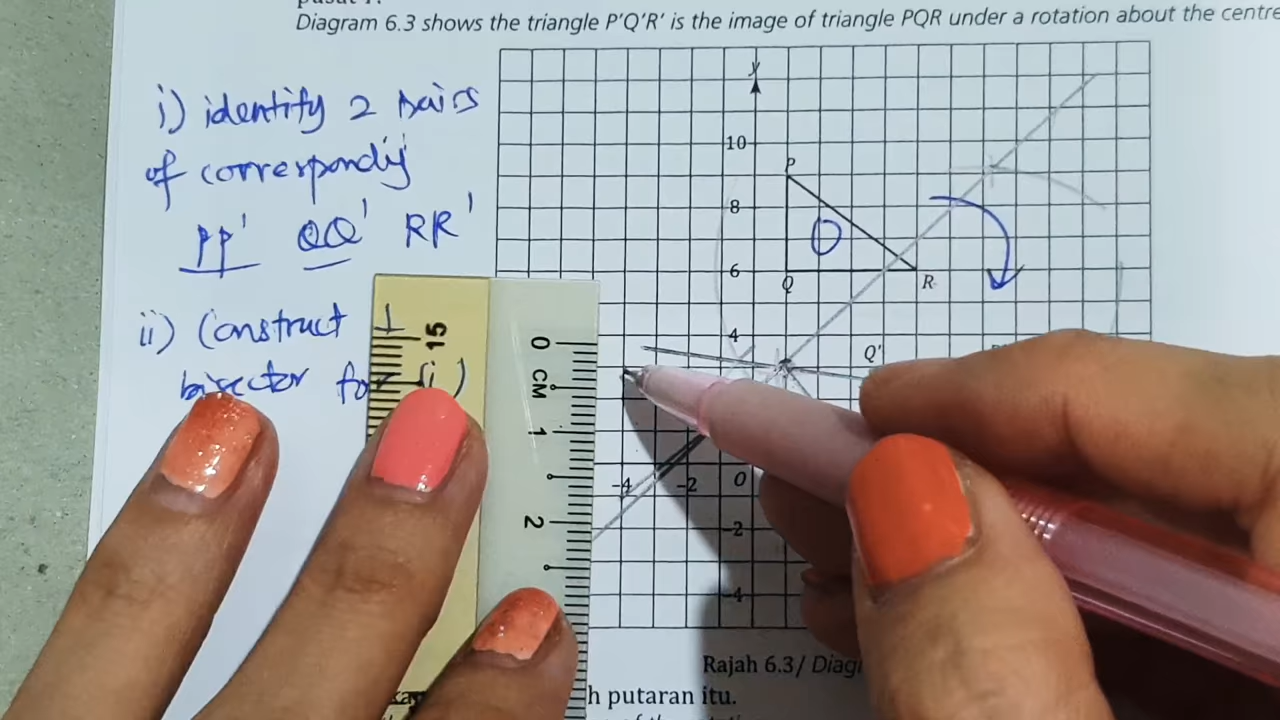 Diagram 6.3 shows the triangle P'Q'R' is the image of triangle PQR under a rotation about the centre
i) identify 2 pairs
of correspondig
PP' QQ' RR'
ii) Construct ⊥
bisector for (i)
y
10
P
8
6
Q
R
4
Q'
-4
-2
O
-2
-4
15
0
CM
1
2
Rajah 6.3/ Diag
h putaran itu.